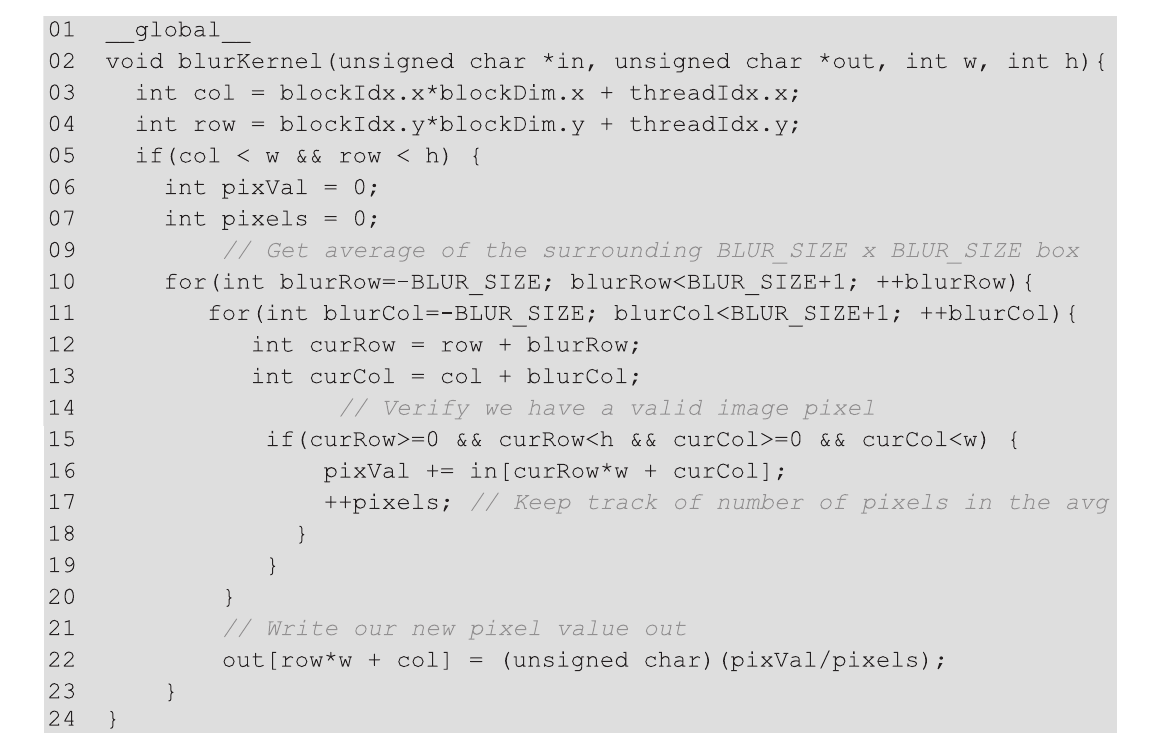 01 __global__
02 void blurKernel(unsigned char *in, unsigned char *out, int w, int h){
03 int col = blockIdx.x*blockDim.x + threadIdx.x;
04 int row = blockIdx.y*blockDim.y + threadIdx.y;
05 if(col < w && row < h) {
06 int pixVal = 0;
07 int pixels = 0;
09 // Get average of the surrounding BLUR_SIZE x BLUR_SIZE box
10 for(int blurRow=-BLUR_SIZE; blurRow<BLUR_SIZE+1; ++blurRow){
11 for(int blurCol=-BLUR_SIZE; blurCol<BLUR_SIZE+1; ++blurCol){
12 int curRow = row + blurRow;
13 int curCol = col + blurCol;
14 // Verify we have a valid image pixel
15 if(curRow>=0 && curRow<h && curCol>=0 && curCol<w) {
16 pixVal += in[curRow*w + curCol];
17 ++pixels; // Keep track of number of pixels in the avg
18 }
19 }
20 }
21 // Write our new pixel value out
22 out[row*w + col] = (unsigned char)(pixVal/pixels);
23 }
24 }